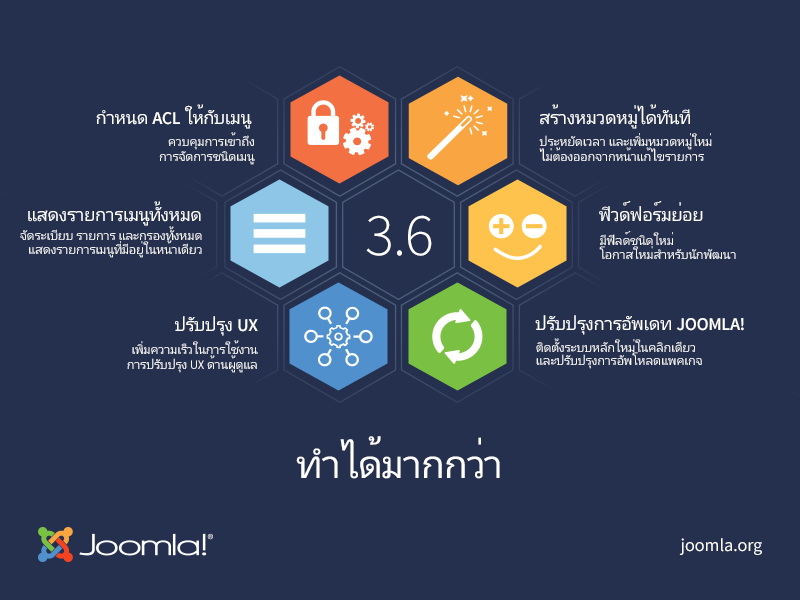 กำหนด ACL ให้กับเมนู
ควบคุมการเข้าถึง
การจัดการชนิดเมนู
สร้างหมวดหมู่ได้ทันที
ประหยัดเวลา และเพิ่มหมวดหมู่ใหม่
ไม่ต้องออกจากหน้าแก้ไขรายการ
แสดงรายการเมนูทั้งหมด
จัดระเบียบ รายการ และกรองทั้งหมด
แสดงรายการเมนูที่มีอยู่ในหน้าเดียว
3.6
ฟิวด์ฟอร์มย่อย
มีฟิลด์ชนิดใหม่
โอกาสใหม่สำหรับนักพัฒนา
ปรับปรุง UX
เพิ่มความเร็วในการใช้งาน
การปรับปรุง UX ด้านผู้ดูแล
ปรับปรุงการอัพเดท JOOMLA!
ติดตั้งระบบหลักใหม่ในคลิกเดียว
และปรับปรุงการอัพโหลดแพคเกจ
ทำได้มากกว่า
Joomla!®
joomla.org